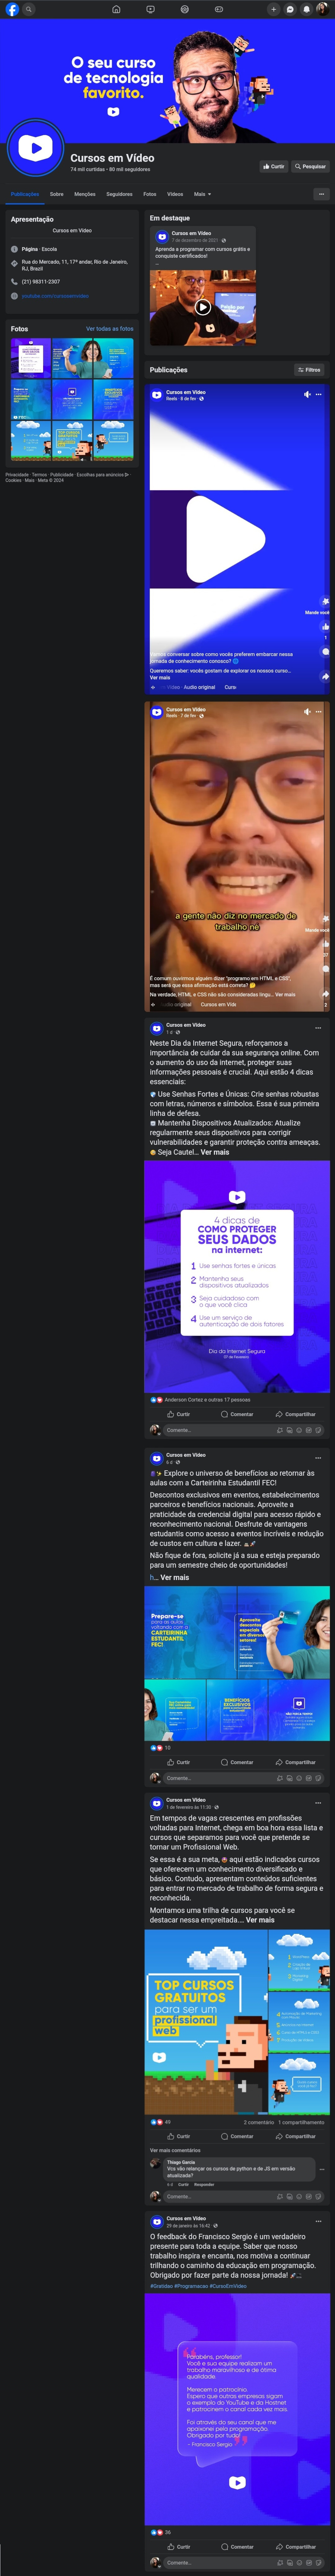 O seu curso
de tecnologia
favorito.
Cursos em Vídeo
74 mil curtidas • 80 mil seguidores
Curtir
Pesquisar
Publicações
Sobre
Menções
Seguidores
Fotos
Vídeos
Mais
Apresentação
Cursos em Vídeo
Página · Escola
Rua do Mercado, 11, 17º andar, Rio de Janeiro,
RJ, Brazil
(21) 98311-2307
youtube.com/cursoemvideo
Fotos
Ver todas as fotos
Privacidade · Termos · Publicidade · Escolhas para anúncios ·
Cookies · Mais · Meta © 2024
Em destaque
Cursos em Vídeo
7 de dezembro de 2021
Aprenda a programar com cursos grátis e
conquiste certificados!
Publicações
Filtros
Cursos em Vídeo
Reels · 8 de fev ·
Mande você
1
Vamos conversar sobre como vocês preferem embarcar nessa
jornada de conhecimento conosco?
Queremos saber: vocês gostam de explorar os nossos curso...
Ver mais
Vídeo · Audio original
Curs
Cursos em Vídeo
Reels · 7 de fev ·
a gente não diz no mercado de
trabalho né
Mande você
É comum ouvirmos alguém dizer "programo em HTML e CSS",
mas será que essa afirmação está correta?
Na verdade, HTML e CSS não são consideradas lingu... Ver mais
Audio original
Cursos em Víde
2
Cursos em Vídeo
1 d ·
Neste Dia da Internet Segura, reforçamos a
importância de cuidar da sua segurança online. Com
o aumento do uso da internet, proteger suas
informações pessoais é crucial. Aqui estão 4 dicas
essenciais:
Use Senhas Fortes e Únicas: Crie senhas robustas
com letras, números e símbolos. Essa é sua primeira
linha de defesa.
Mantenha Dispositivos Atualizados: Atualize
regularmente seus dispositivos para corrigir
vulnerabilidades e garantir proteção contra ameaças.
Seja Cautel... Ver mais
4 dicas de
COMO PROTEGER
SEUS DADOS
na internet:
1 Use senhas fortes e únicas
2 Mantenha seus
dispositivos atualizados
3 Seja cuidadoso com
o que você clica
4 Use um serviço de
autenticação de dois fatores
Dia da Internet Segura
07 de Fevereiro
Anderson Cortez e outras 17 pessoas
Curtir
Comentar
Compartilhar
Comente...
Cursos em Vídeo
6 d ·
Explore o universo de benefícios ao retornar às
aulas com a Carteirinha Estudantil FEC!
Descontos exclusivos em eventos, estabelecimentos
parceiros e benefícios nacionais. Aproveite a
praticidade da credencial digital para acesso rápido e
reconhecimento nacional. Desfrute de vantagens
estudantis como acesso a eventos incríveis e redução
de custos em cultura e lazer.
Não fique de fora, solicite já a sua e esteja preparado
para um semestre cheio de oportunidades!
h... Ver mais
Prepare-se
para as aulas
voltando com a
CARTEIRINHA
ESTUDANTIL
FEC!
Aproveite
descontos
especiais
em diversos
setores!
BENEFÍCIOS
EXCLUSIVOS
10
Curtir
Comentar
Compartilhar
Comente...
Cursos em Vídeo
1 de fevereiro às 11:30 ·
Em tempos de vagas crescentes em profissões
voltadas para Internet, chega em boa hora essa lista e
cursos que separamos para você que pretende se
tornar um Profissional Web.
Se essa é a sua meta, aqui estão indicados cursos
que oferecem um conhecimento diversificado e
básico. Contudo, apresentam conteúdos suficientes
para entrar no mercado de trabalho de forma segura e
reconhecida.
Montamos uma trilha de cursos para você se
destacar nessa empreitada.... Ver mais
TOP CURSOS
GRATUITOS
para ser um
profissional
web
49
2 comentário
1 compartilhamento
Curtir
Comentar
Compartilhar
Ver mais comentários
Thiago Garcia
Vcs vão relançar os cursos de python e de JS em versão
atualizada?
6 d
Curtir
Responder
Comente...
Cursos em Vídeo
29 de janeiro às 16:42 ·
O feedback do Francisco Sergio é um verdadeiro
presente para toda a equipe. Saber que nosso
trabalho inspira e encanta, nos motiva a continuar
trilhando o caminho da educação em programação.
Obrigado por fazer parte da nossa jornada! ...
#Gratidao #Programacao #CursoEmVideo
Parabéns, professor!
Você e sua equipe realizam um
trabalho maravilhoso e de ótima
qualidade.
Merecem o patrocínio.
Espero que outras empresas sigam
o exemplo do YouTube e da Hostnet
e patrocinem o canal cada vez mais.
Foi através do seu canal que me
apaixonei pela programação.
Obrigado por tudo!
- Francisco Sergio
36
Curtir
Comentar
Compartilhar
Comente...